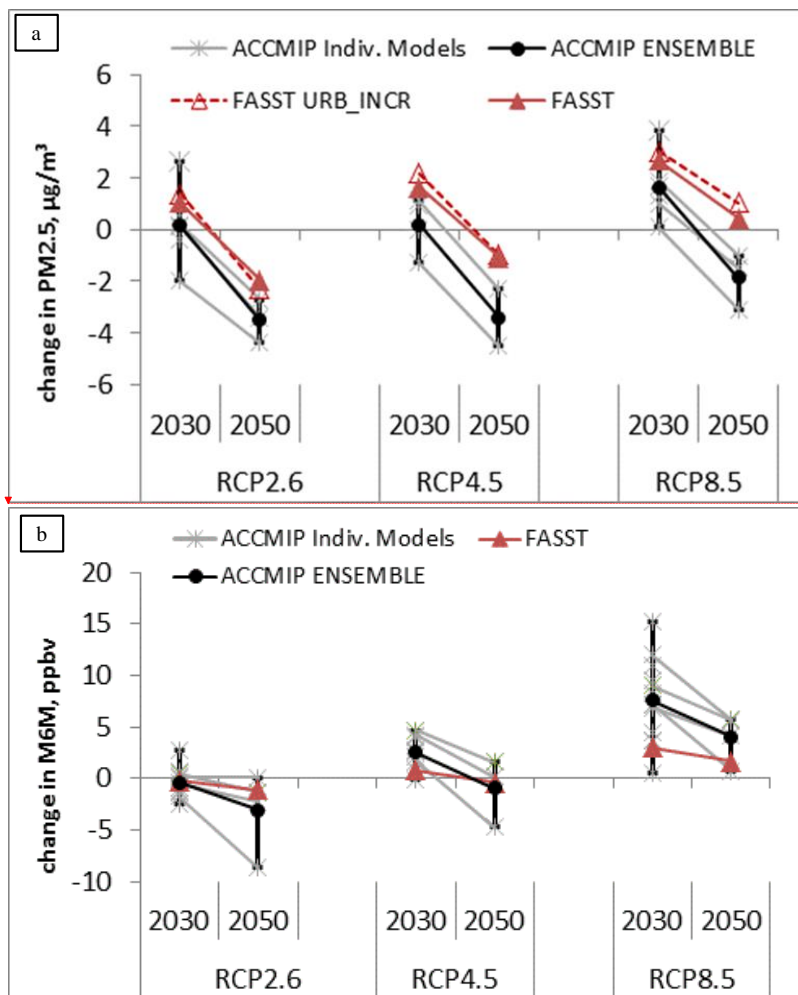 a
ACCMIP Indiv. Models ACCMIP ENSEMBLE
FASST URB_INCR FASST
6
4
2
0
-2
-4
-6
change in PM2.5, µg/m³
2030 2050 2030 2050 2030 2050
RCP2.6 RCP4.5 RCP8.5
b
ACCMIP Indiv. Models FASST
ACCMIP ENSEMBLE
20
15
10
5
0
-5
-10
change in M6M, ppbv
2030 2050 2030 2050 2030 2050
RCP2.6 RCP4.5 RCP8.5